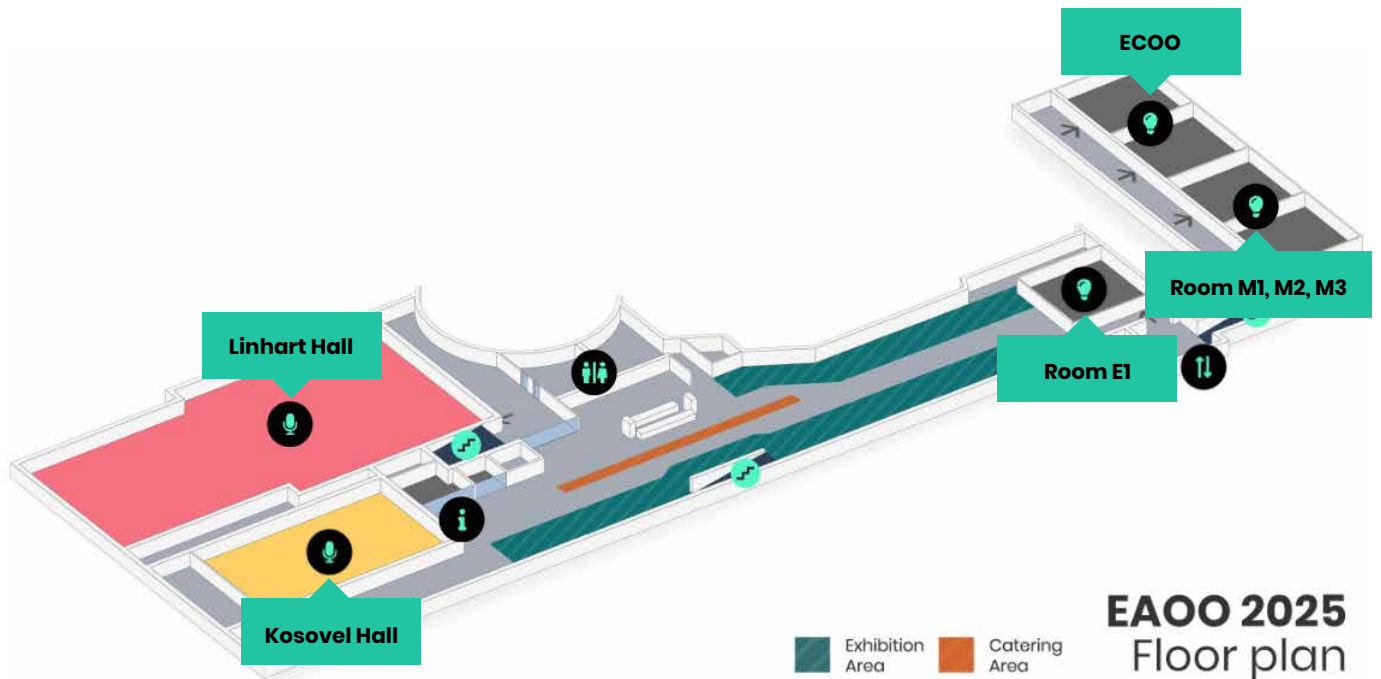 ECOO
Room M1, M2, M3
Linhart Hall
Room E1
Kosovel Hall
Exhibition
Area
Catering
Area
EAOO 2025
Floor plan